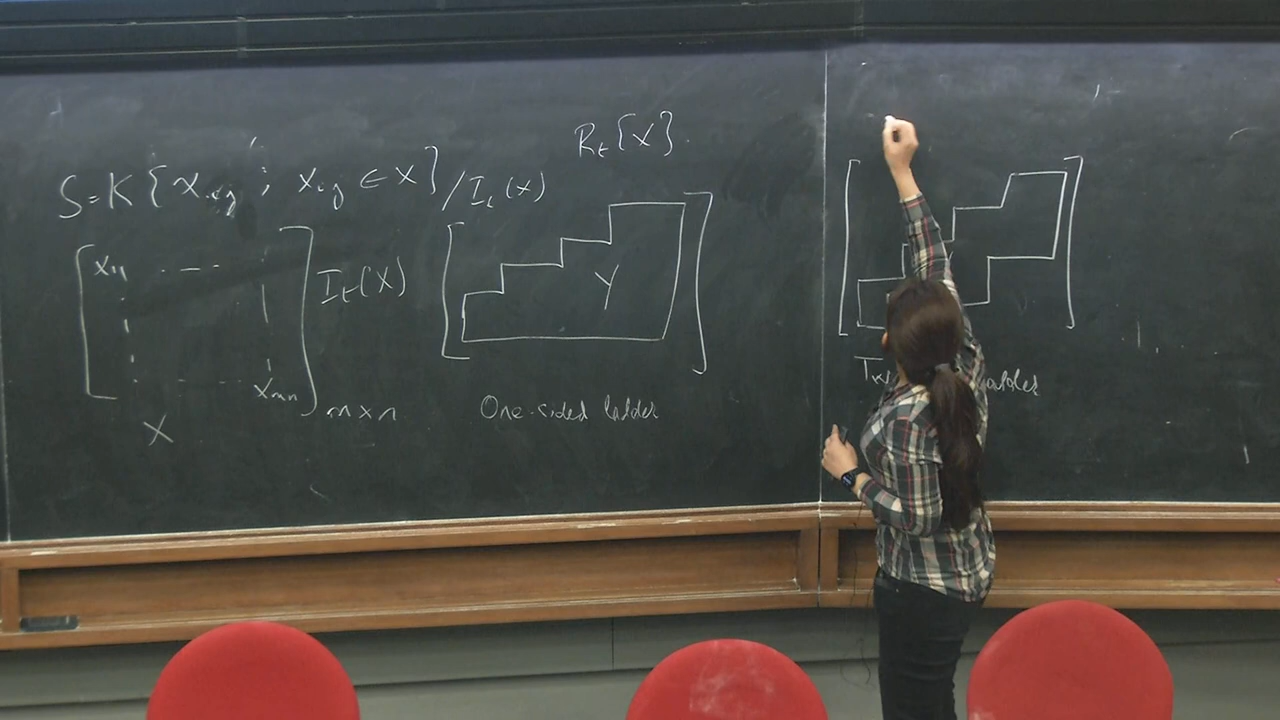 R_t[X].
S=K[x_ij ; x_ij ∈ X] / I_t(X)
x_11 . -- -
I_t(X)
Y
x_mn
m×n
X
One-sided ladder
ladder